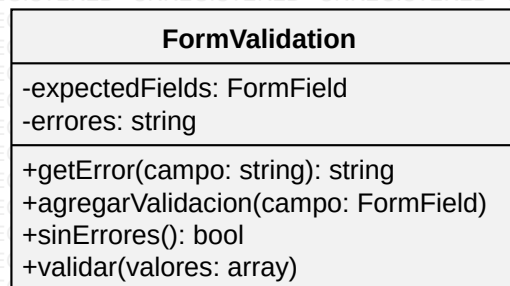 FormValidation
-expectedFields: FormField
-errores: string
+getError(campo: string): string
+agregarValidacion(campo: FormField)
+sinErrores(): bool
+validar(valores: array)